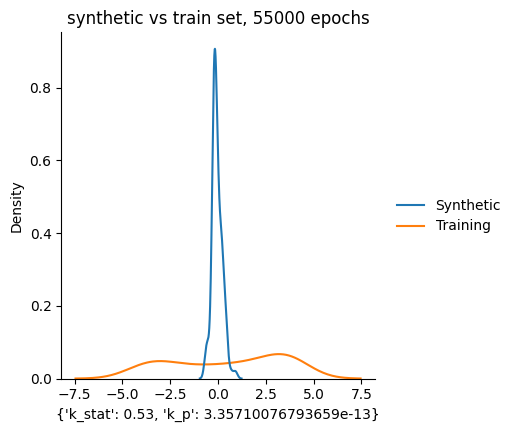 synthetic vs train set, 55000 epochs
Density
0.8
0.6
0.4
0.2
0.0
Synthetic
Training
−7.5 −5.0 −2.5 0.0 2.5 5.0 7.5
{'k_stat': 0.53, 'k_p': 3.35710076793659e-13}